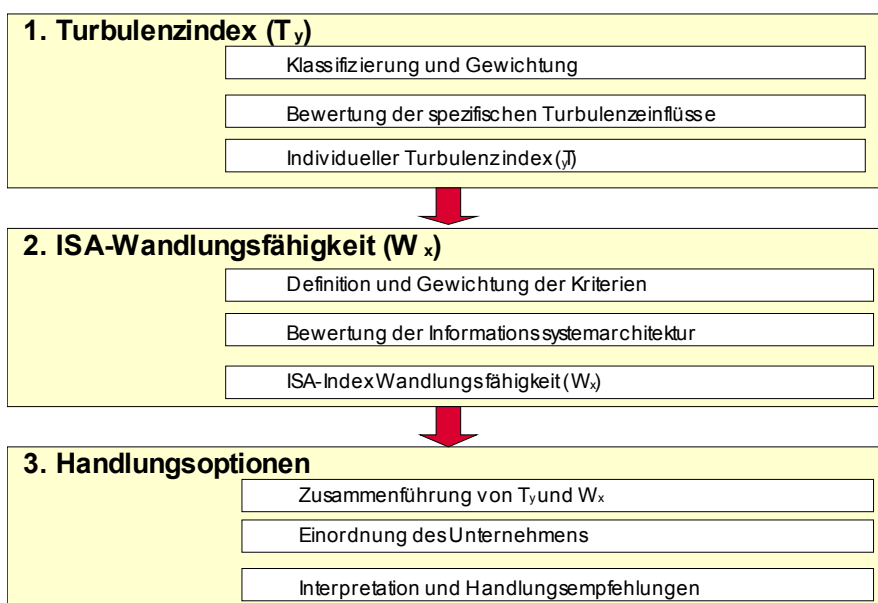 1. Turbulenzindex (Ty)
Klassifizierung und Gewichtung
Bewertung der spezifischen Turbulenzeinflüsse
Individueller Turbulenzindex (yT)
2. ISA-Wandlungsfähigkeit (Wx)
Definition und Gewichtung der Kriterien
Bewertung der Informationssystemarchitektur
ISA-Index Wandlungsfähigkeit (Wx)
3. Handlungsoptionen
Zusammenführung von Ty und Wx
Einordnung des Unternehmens
Interpretation und Handlungsempfehlungen